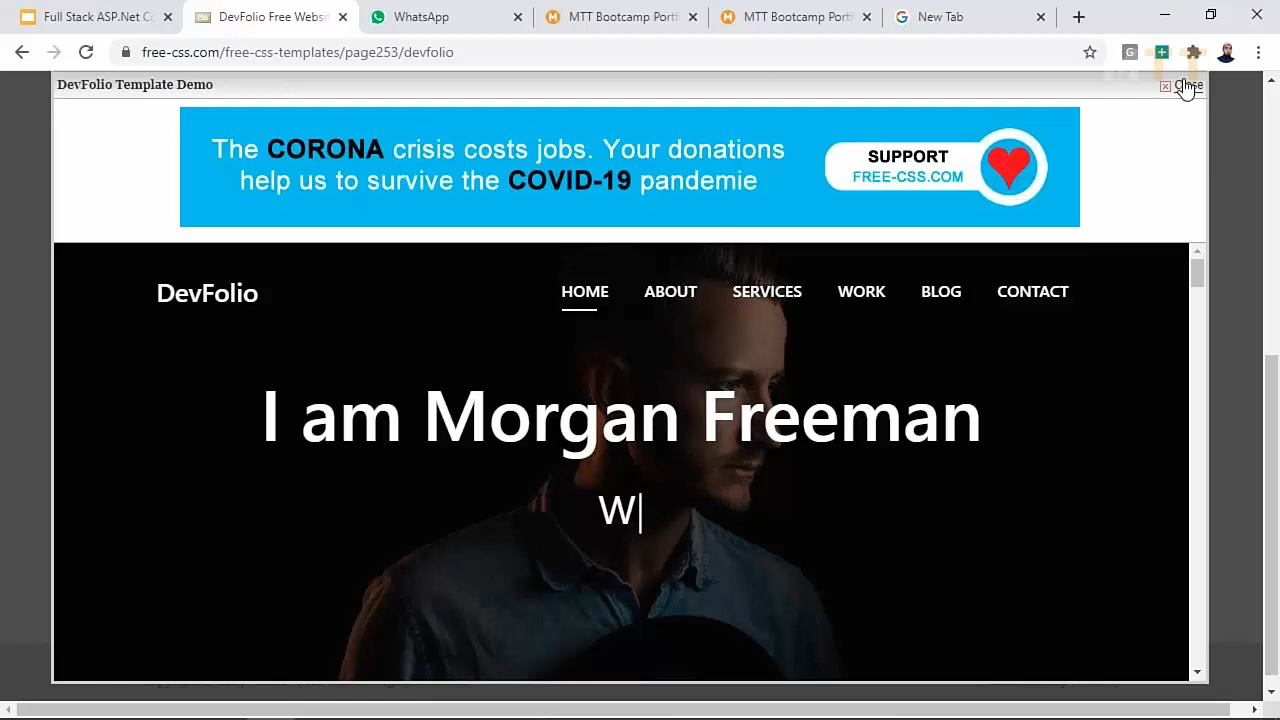 Full Stack ASP.Net Cc
DevFolio Free Websit
WhatsApp
MTT Bootcamp Portf
MTT Bootcamp Portf
New Tab
free-css.com/free-css-templates/page253/devfolio
DevFolio Template Demo
Close
The CORONA crisis costs jobs. Your donations
help us to survive the COVID-19 pandemie
SUPPORT
FREE-CSS.COM
DevFolio
HOME
ABOUT
SERVICES
WORK
BLOG
CONTACT
I am Morgan Freeman
W|